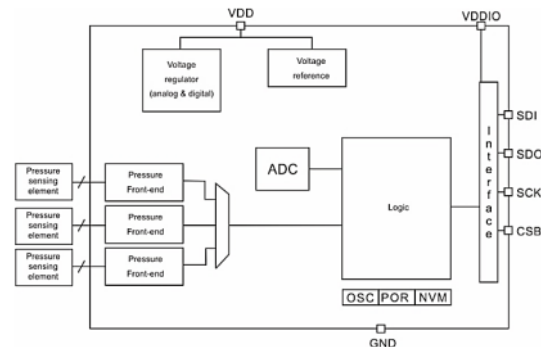 VDD
VDDIO
Voltage
regulator
(analog & digital)
Voltage
reference
SDI
SDO
SCK
CSB
Interface
ADC
Logic
Pressure
sensing
element
Pressure
Front-end
Pressure
sensing
element
Pressure
Front-end
Pressure
sensing
element
Pressure
Front-end
OSC POR NVM
GND